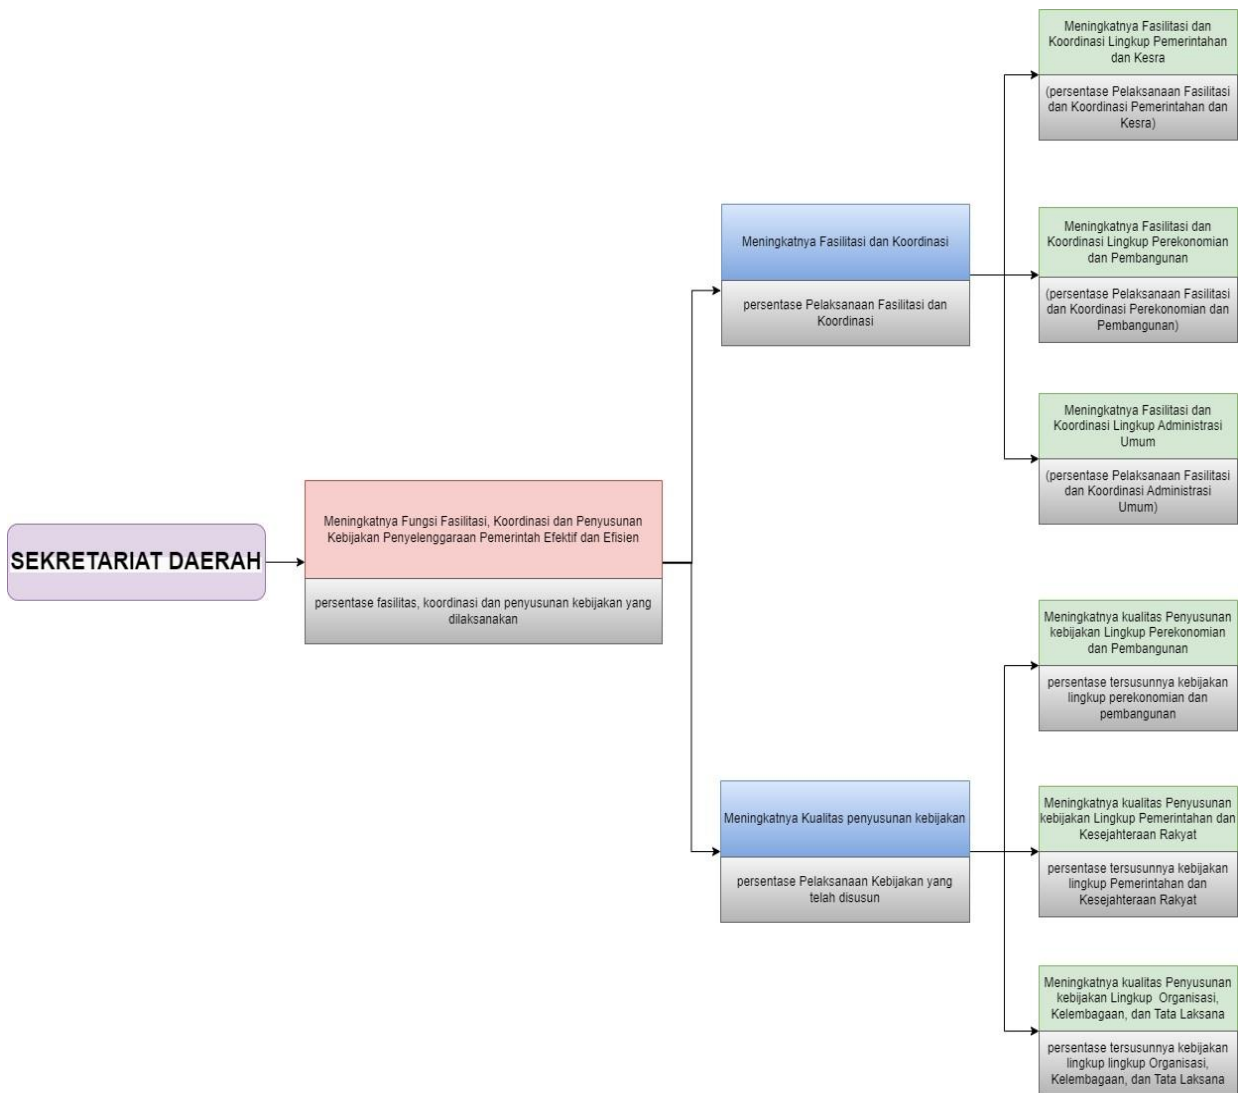 SEKRETARIAT DAERAH
Meningkatnya Fungsi Fasilitasi, Koordinasi dan Penyusunan
Kebijakan Penyelenggaraan Pemerintah Efektif dan Efisien
persentase fasilitas, koordinasi dan penyusunan kebijakan yang
dilaksanakan
Meningkatnya Fasilitasi dan Koordinasi
persentase Pelaksanaan Fasilitasi dan
Koordinasi
Meningkatnya Fasilitasi dan
Koordinasi Lingkup Pemerintahan
dan Kesra
(persentase Pelaksanaan Fasilitasi
dan Koordinasi Pemerintahan dan
Kesra)
Meningkatnya Fasilitasi dan
Koordinasi Lingkup Perekonomian
dan Pembangunan
(persentase Pelaksanaan Fasilitasi
dan Koordinasi Perekonomian dan
Pembangunan)
Meningkatnya Fasilitasi dan
Koordinasi Lingkup Administrasi
Umum
(persentase Pelaksanaan Fasilitasi
dan Koordinasi Administrasi
Umum)
Meningkatnya Kualitas penyusunan kebijakan
persentase Pelaksanaan Kebijakan yang
telah disusun
Meningkatnya kualitas Penyusunan
kebijakan Lingkup Perekonomian
dan Pembangunan
persentase tersusunnya kebijakan
lingkup perekonomian dan
pembangunan
Meningkatnya kualitas Penyusunan
kebijakan Lingkup Pemerintahan dan
Kesejahteraan Rakyat
persentase tersusunnya kebijakan
lingkup Pemerintahan dan
Kesejahteraan Rakyat
Meningkatnya kualitas Penyusunan
kebijakan Lingkup Organisasi,
Kelembagaan, dan Tata Laksana
persentase tersusunnya kebijakan
lingkup lingkup Organisasi,
Kelembagaan, dan Tata Laksana